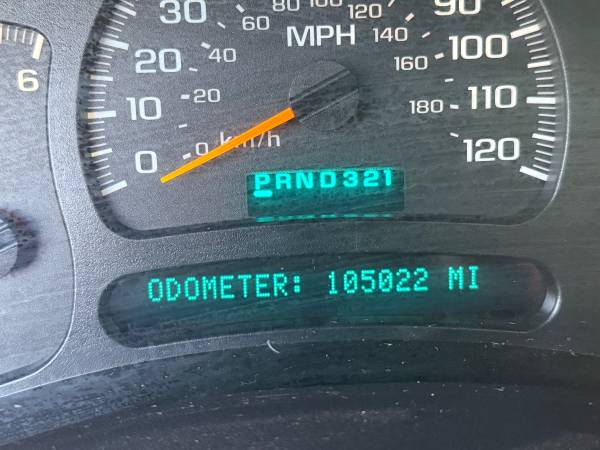 80 100
30 60 120 90
MPH 140
20 40 100
160
6
10 20 180 110
0 0 km/h 120
PRND321
ODOMETER: 105022 MI